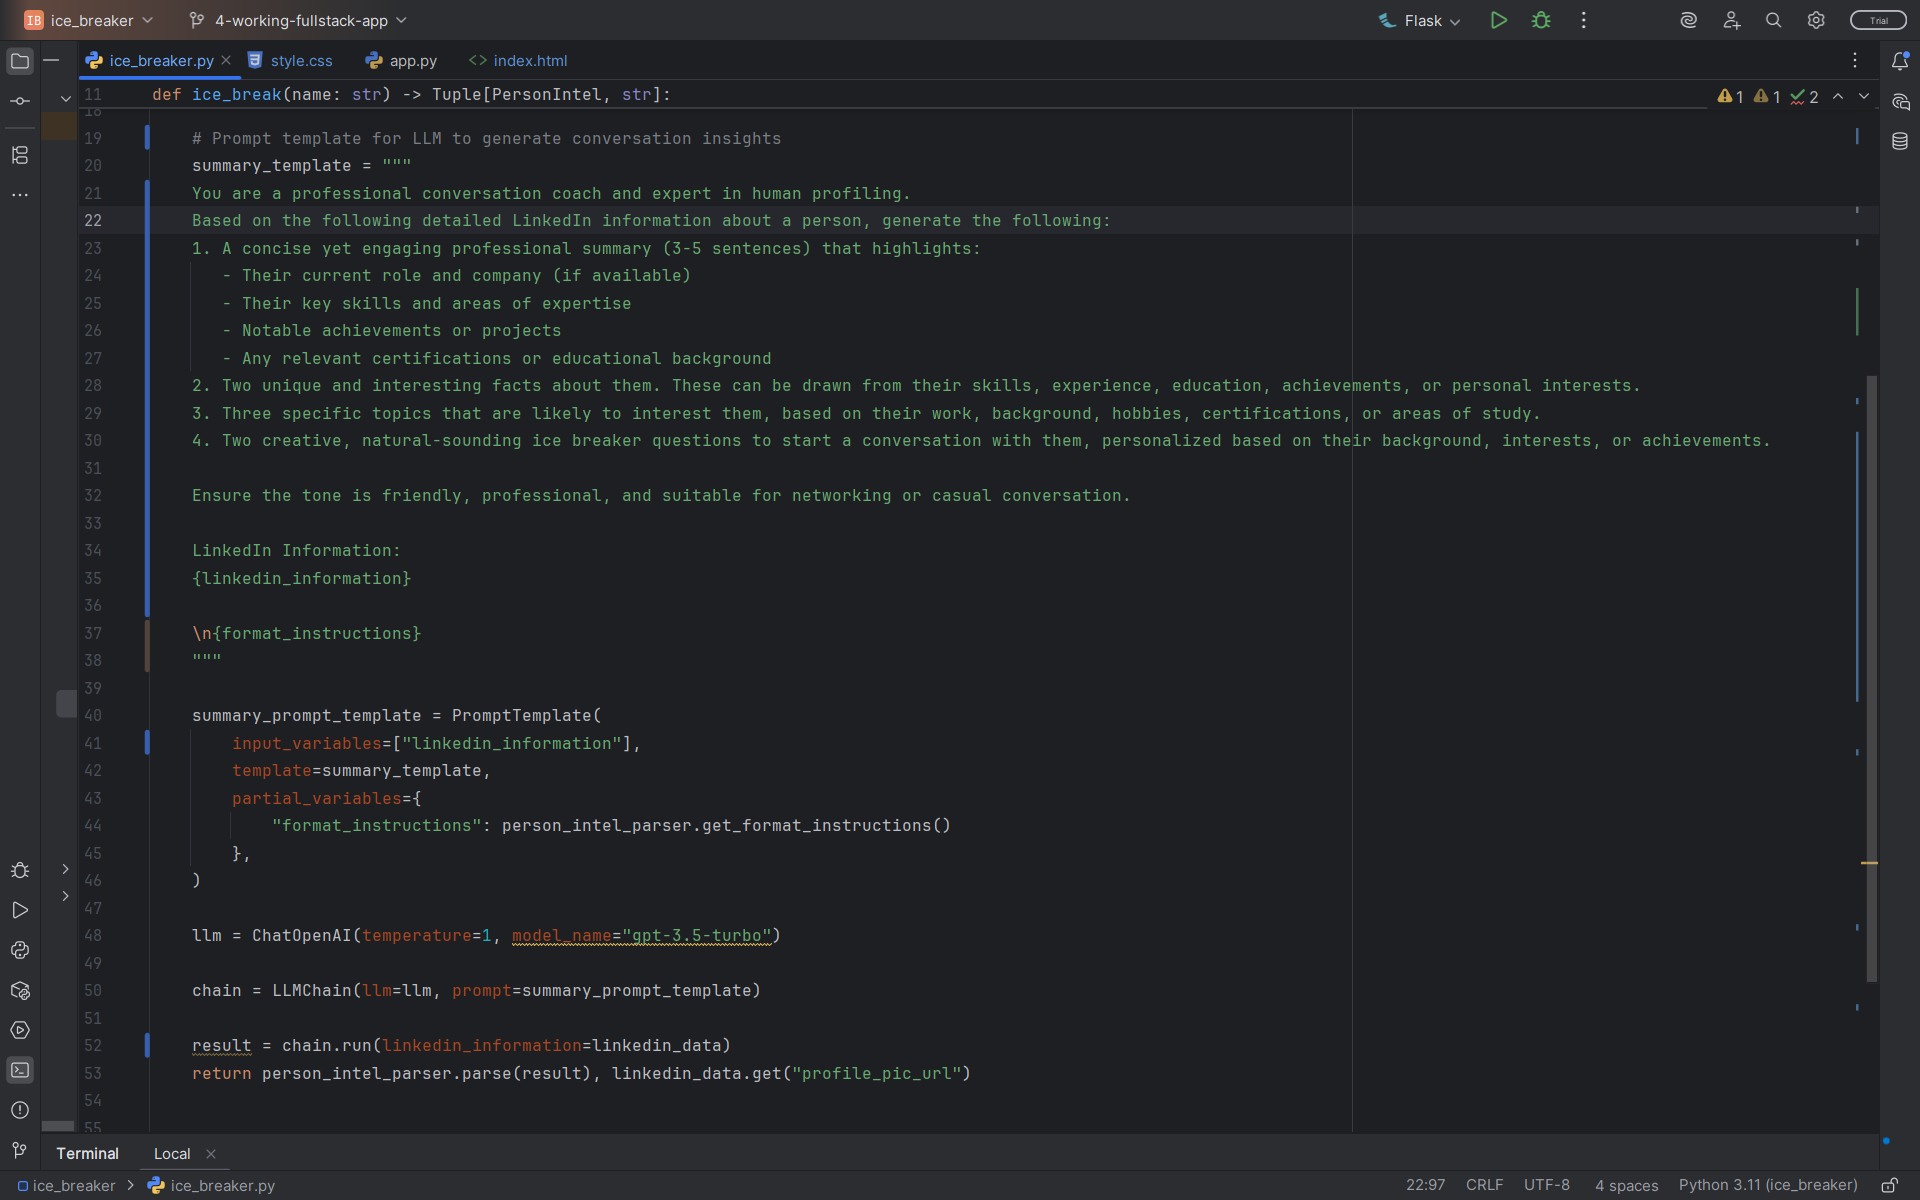 IB ice_breaker 4-working-fullstack-app Flask Trial
ice_breaker.py style.css app.py <> index.html
11 def ice_break(name: str) -> Tuple[PersonIntel, str]: 1 1 2
18
19 # Prompt template for LLM to generate conversation insights
20 summary_template = """
21 You are a professional conversation coach and expert in human profiling.
22 Based on the following detailed LinkedIn information about a person, generate the following:
23 1. A concise yet engaging professional summary (3-5 sentences) that highlights:
24 - Their current role and company (if available)
25 - Their key skills and areas of expertise
26 - Notable achievements or projects
27 - Any relevant certifications or educational background
28 2. Two unique and interesting facts about them. These can be drawn from their skills, experience, education, achievements, or personal interests.
29 3. Three specific topics that are likely to interest them, based on their work, background, hobbies, certifications, or areas of study.
30 4. Two creative, natural-sounding ice breaker questions to start a conversation with them, personalized based on their background, interests, or achievements.
31
32 Ensure the tone is friendly, professional, and suitable for networking or casual conversation.
33
34 LinkedIn Information:
35 {linkedin_information}
36
37 \n{format_instructions}
38 """
39
40 summary_prompt_template = PromptTemplate(
41 input_variables=["linkedin_information"],
42 template=summary_template,
43 partial_variables={
44 "format_instructions": person_intel_parser.get_format_instructions()
45 },
46 )
47
48 llm = ChatOpenAI(temperature=1, model_name="gpt-3.5-turbo")
49
50 chain = LLMChain(llm=llm, prompt=summary_prompt_template)
51
52 result = chain.run(linkedin_information=linkedin_data)
53 return person_intel_parser.parse(result), linkedin_data.get("profile_pic_url")
54
55
Terminal Local
ice_breaker > ice_breaker.py 22:97 CRLF UTF-8 4 spaces Python 3.11 (ice_breaker)